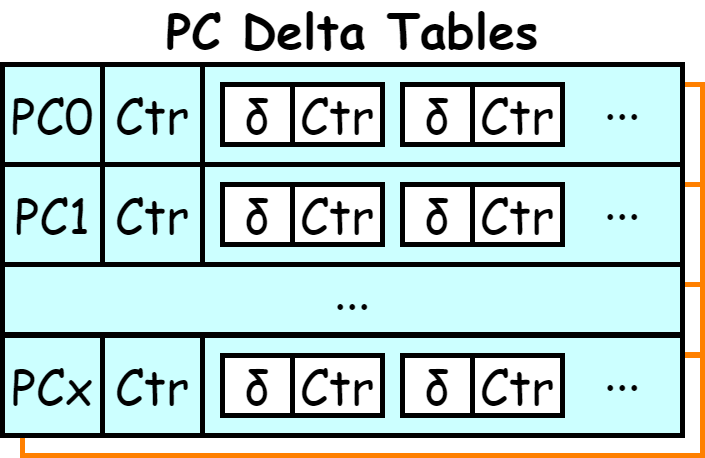 PC Delta Tables
PC0 Ctr δ Ctr δ Ctr ...
PC1 Ctr δ Ctr δ Ctr ...
...
PCx Ctr δ Ctr δ Ctr ...